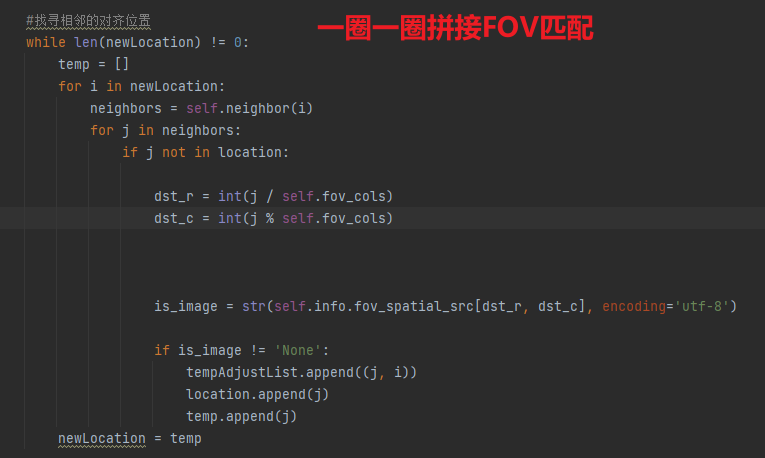 #找寻相邻的对齐位置
一圈一圈拼接FOV匹配
while len(newLocation) != 0:
temp = []
for i in newLocation:
neighbors = self.neighbor(i)
for j in neighbors:
if j not in location:
dst_r = int(j / self.fov_cols)
dst_c = int(j % self.fov_cols)
is_image = str(self.info.fov_spatial_src[dst_r, dst_c], encoding='utf-8')
if is_image != 'None':
tempAdjustList.append((j, i))
location.append(j)
temp.append(j)
newLocation = temp